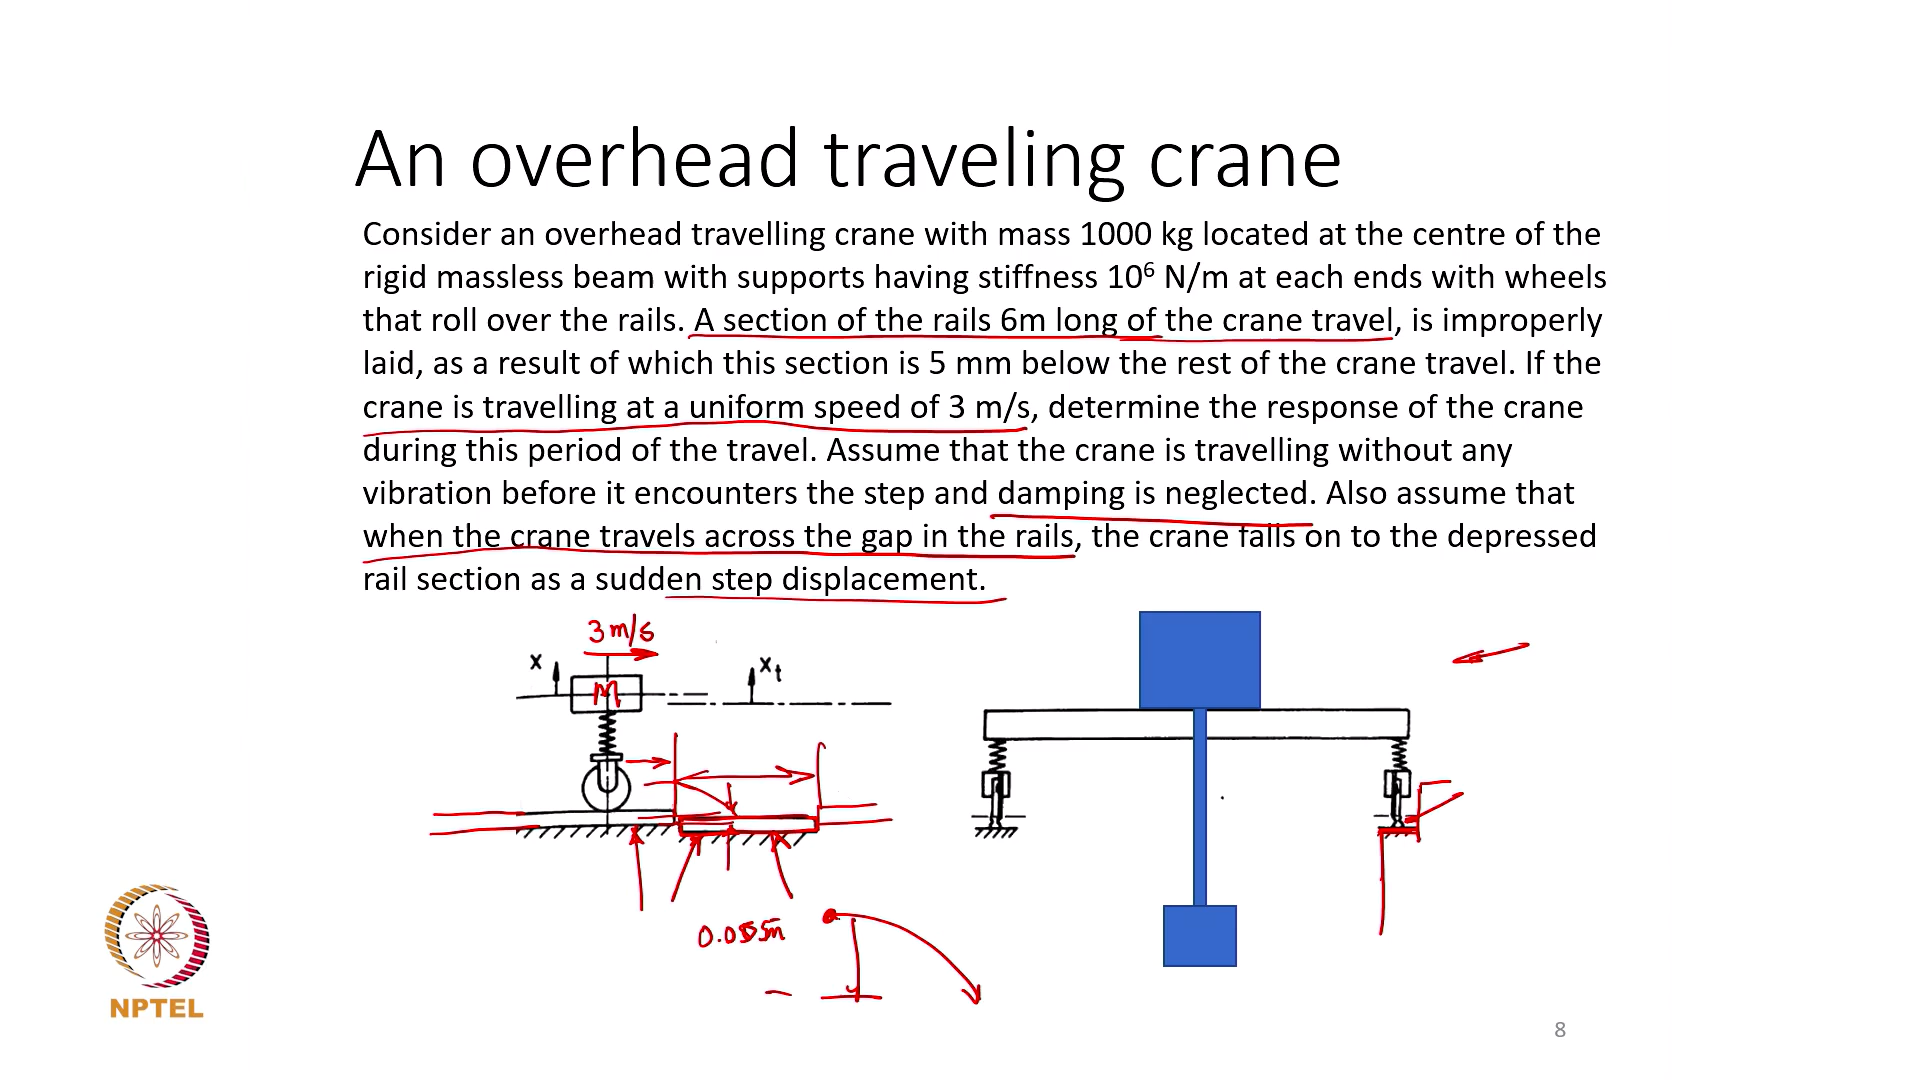 An overhead traveling crane
Consider an overhead travelling crane with mass 1000 kg located at the centre of the
rigid massless beam with supports having stiffness 10⁶ N/m at each ends with wheels
that roll over the rails. A section of the rails 6m long of the crane travel, is improperly
laid, as a result of which this section is 5 mm below the rest of the crane travel. If the
crane is travelling at a uniform speed of 3 m/s, determine the response of the crane
during this period of the travel. Assume that the crane is travelling without any
vibration before it encounters the step and damping is neglected. Also assume that
when the crane travels across the gap in the rails, the crane falls on to the depressed
rail section as a sudden step displacement.
3 m/s
x
xt
M
NPTEL
8